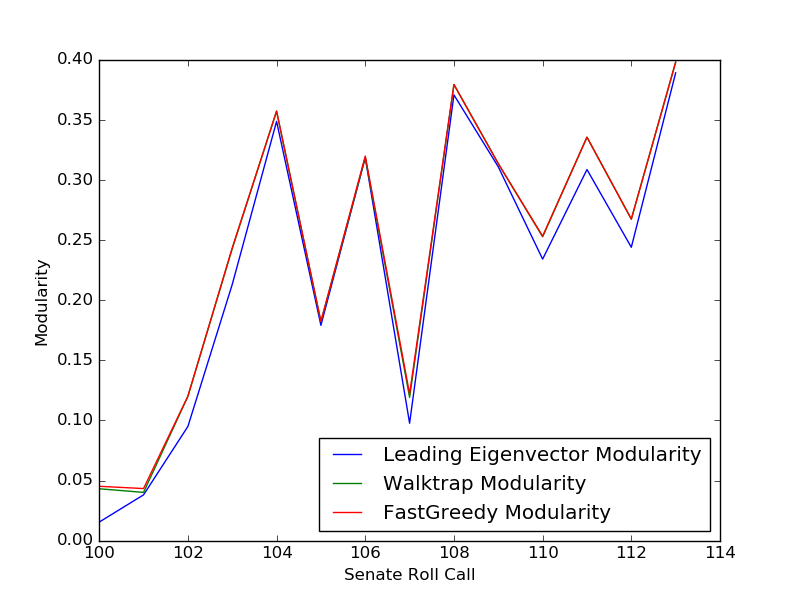 0.40
0.35
0.30
0.25
0.20
0.15
0.10
0.05
0.00
Modularity
Leading Eigenvector Modularity
Walktrap Modularity
FastGreedy Modularity
100 102 104 106 108 110 112 114
Senate Roll Call